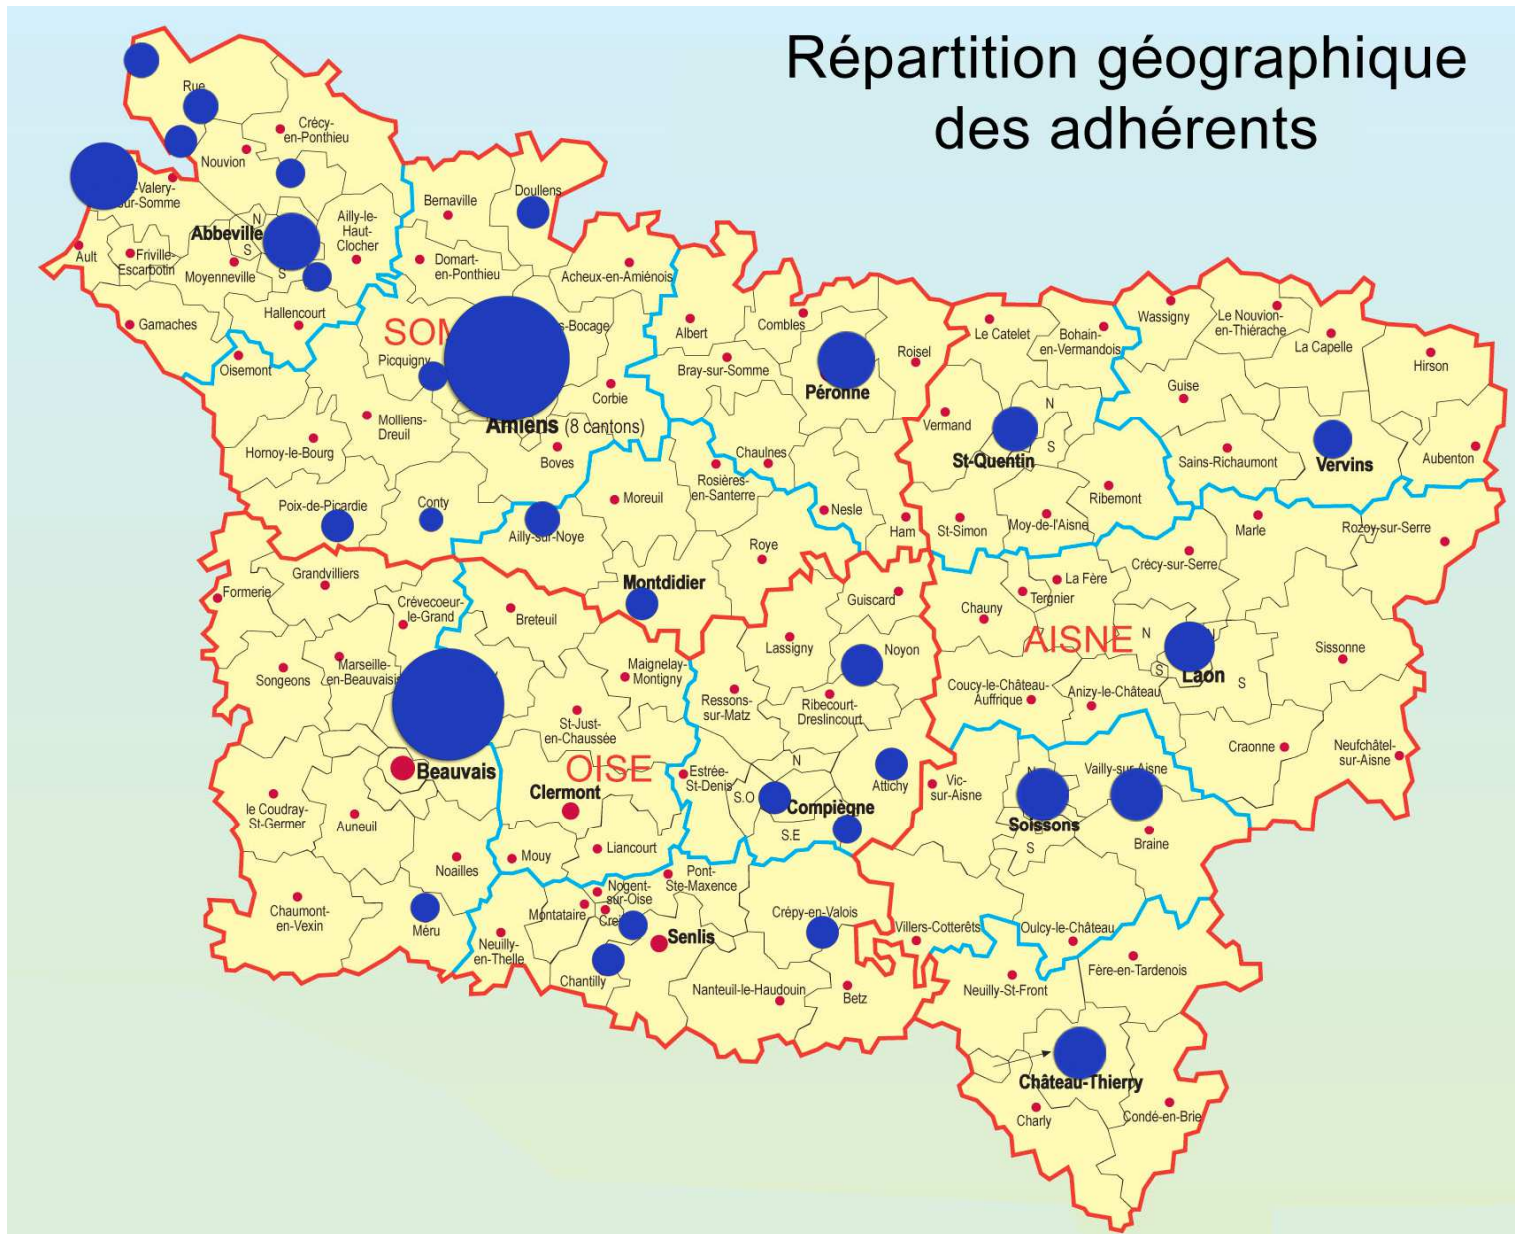 Répartition géographique
des adhérents
Rue
Crécy-
en-Ponthieu
Nouvion
-Valery-
sur-Somme
Bernaville
Doullens
Ailly-le-
Haut-
Clocher
N
Abbeville
S
S
Ault
Friville-
Escarbotin
Moyenneville
Domart-
en-Ponthieu
Acheux-en-Amiénois
Gamaches
Hallencourt
SOM
s-Bocage
Albert
Combles
Oisemont
Picquigny
Corbie
Bray-sur-Somme
Roisel
Péronne
Molliens-
Dreuil
Amiens (8 cantons)
Boves
Hornoy-le-Bourg
Chaulnes
Rosières-
en-Santerre
Poix-de-Picardie
Conty
Moreuil
Nesle
Ailly-sur-Noye
Ham
Roye
Montdidier
Le Catelet
Bohain-
en-Vermandois
Wassigny
Le Nouvion-
en-Thiérache
La Capelle
Hirson
Guise
N
Vermand
S
St-Quentin
Sains-Richaumont
Vervins
Aubenton
Ribemont
St-Simon
Moy-de-l'Aisne
Marle
Rozoy-sur-Serre
Crécy-sur-Serre
La Fère
Tergnier
Chauny
AISNE
N
N
Sissonne
S
Laon
S
Coucy-le-Château-
Auffrique
Anizy-le-Château
Craonne
Neufchâtel-
sur-Aisne
Formerie
Grandvilliers
Crèvecoeur-
le-Grand
Breteuil
Guiscard
Lassigny
Noyon
Songeons
Marseille-
en-Beauvaisis
Maignelay-
Montigny
Ressons-
sur-Matz
Ribecourt-
Dreslincourt
St-Just-
en-Chaussée
Beauvais
OISE
Estrée-
St-Denis
N
S.O
Compiègne
S.E
Attichy
Clermont
le Coudray-
St-Germer
Auneuil
Liancourt
Mouy
Noailles
Vic-
sur-Aisne
N
Vailly-sur-Aisne
Soissons
S
Braine
Chaumont-
en-Vexin
Méru
Pont-
Ste-Maxence
Nogent-
sur-Oise
Montataire
Crei
Senlis
Neuilly-
en-Thelle
Chantilly
Crépy-en-Valois
Nanteuil-le-Haudouin
Betz
Villers-Cotterêts
Oulcy-le-Château
Fère-en-Tardenois
Neuilly-St-Front
Château-Thierry
Charly
Condé-en-Brie